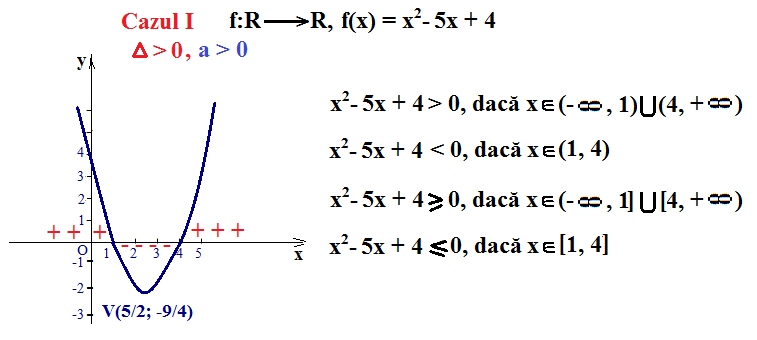 Cazul I f:R⟶R, f(x) = x²- 5x + 4
Δ > 0, a > 0
y
x²- 5x + 4 > 0, dacă x∈(-∞, 1)⋃(4, +∞)
x²- 5x + 4 < 0, dacă x∈(1, 4)
x²- 5x + 4 ⩾ 0, dacă x∈(-∞, 1]⋃[4, +∞)
x²- 5x + 4 ⩽ 0, dacă x∈[1, 4]
4
3
2
1
+ + + - - - - + + +
O 1 2 3 4 5 x
-1
-2
-3
V(5/2; -9/4)